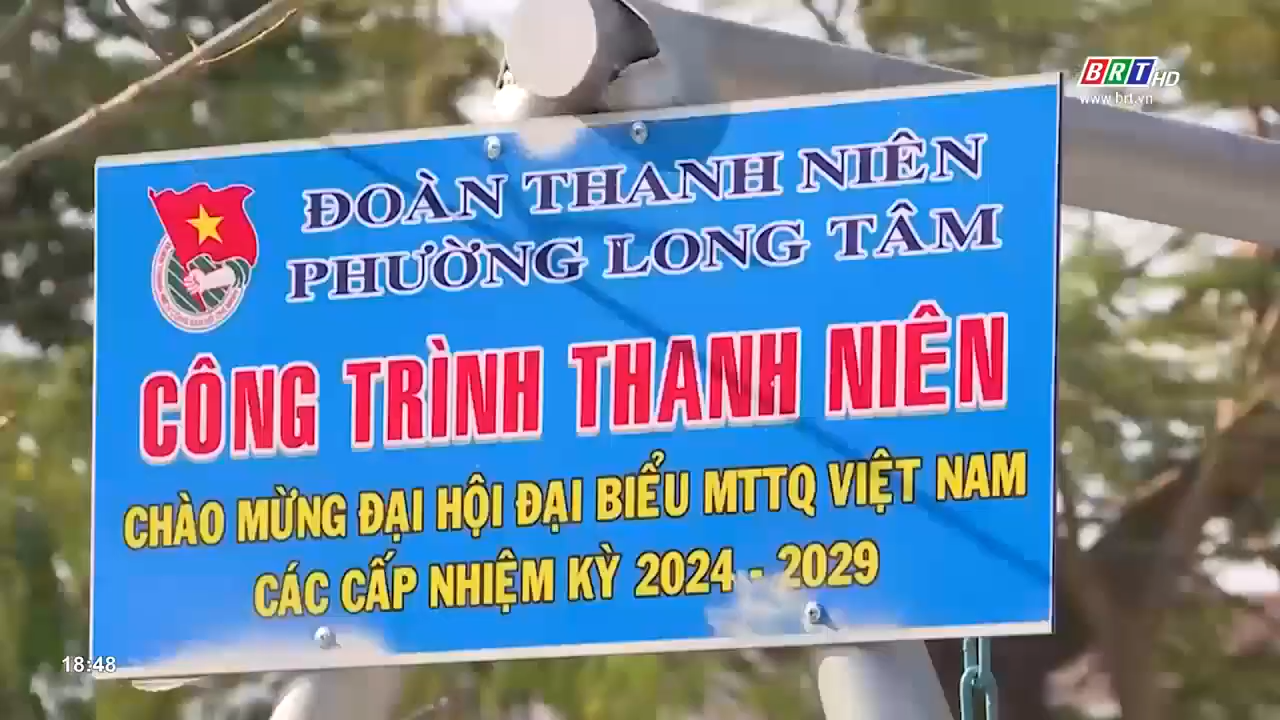 BRT HD
www.brt.vn
ĐOÀN THANH NIÊN
PHƯỜNG LONG TÂM
CÔNG TRÌNH THANH NIÊN
CHÀO MỪNG ĐẠI HỘI ĐẠI BIỂU MTTQ VIỆT NAM
CÁC CẤP NHIỆM KỲ 2024 - 2029
18:48